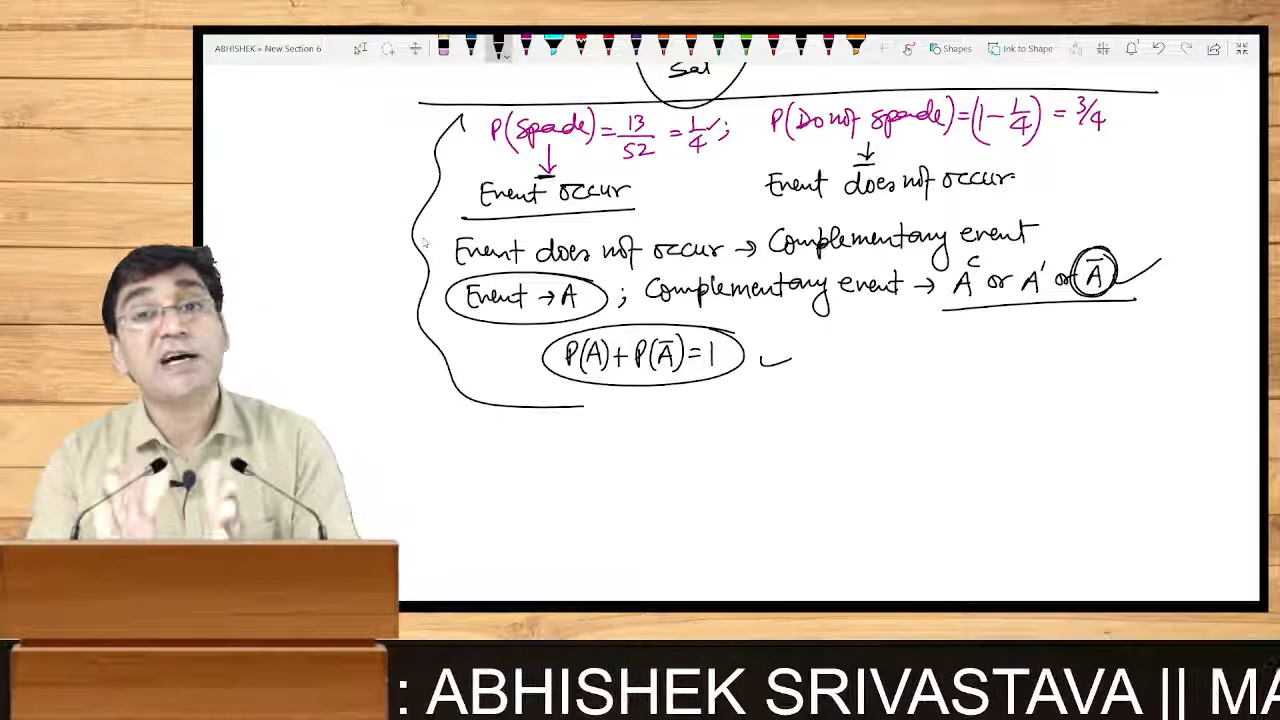 ABHISHEK » New Section 6
Shapes
Ink to Shape
Sal
P(Spade) = 13/52 = 1/4 ✓; P(Do not spade) = (1 - 1/4) = 3/4
Event occur
Event does not occur
Event does not occur → Complementary event
Event → A ; Complementary event → Aᶜ or A' or Ā
P(A) + P(Ā) = 1
: ABHISHEK SRIVASTAVA || MA